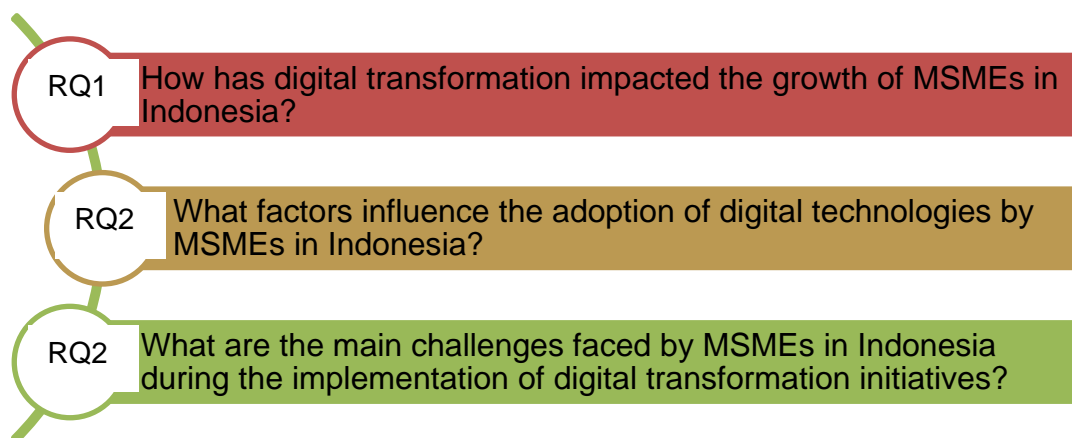 RQ1
How has digital transformation impacted the growth of MSMEs in
Indonesia?
RQ2
What factors influence the adoption of digital technologies by
MSMEs in Indonesia?
RQ2
What are the main challenges faced by MSMEs in Indonesia
during the implementation of digital transformation initiatives?